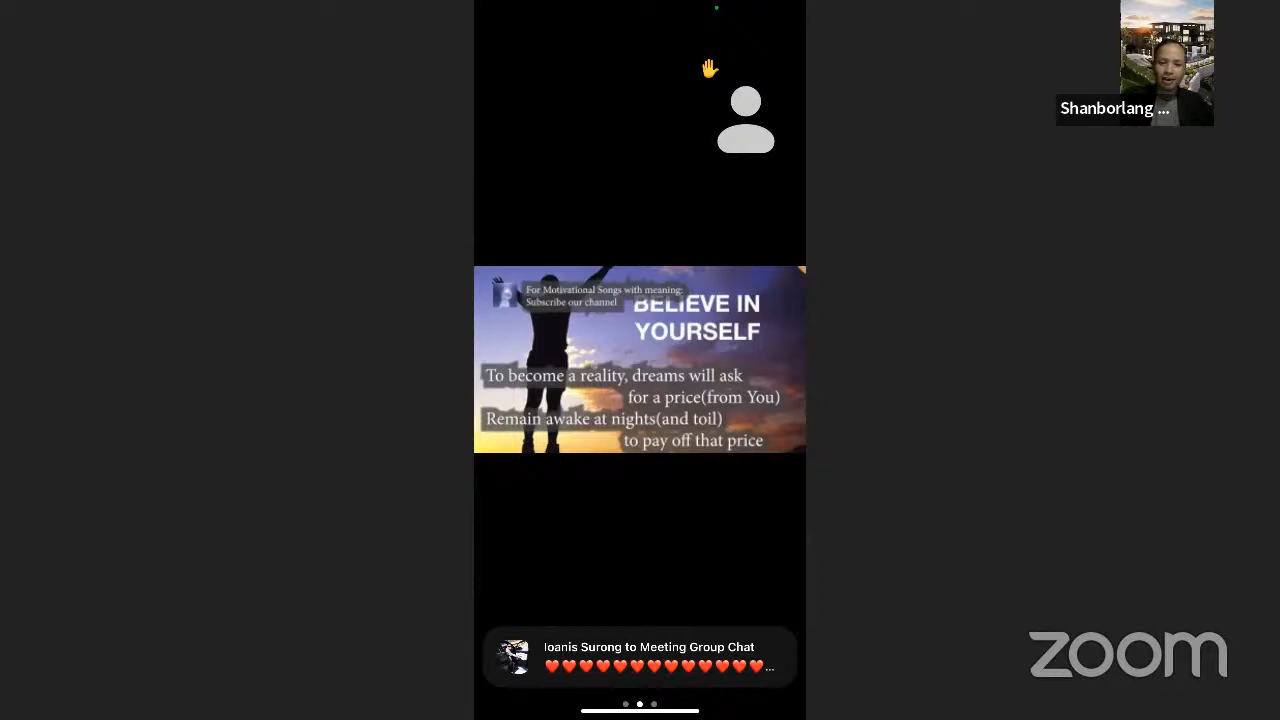 Shanborlang ...
For Motivational Songs with meaning:
Subscribe our channel
BELIEVE IN
YOURSELF
To become a reality, dreams will ask
for a price(from You)
Remain awake at nights(and toil)
to pay off that price
Ioanis Surong to Meeting Group Chat
❤️❤️❤️❤️❤️❤️❤️❤️❤️❤️❤️❤️❤️...
zoom